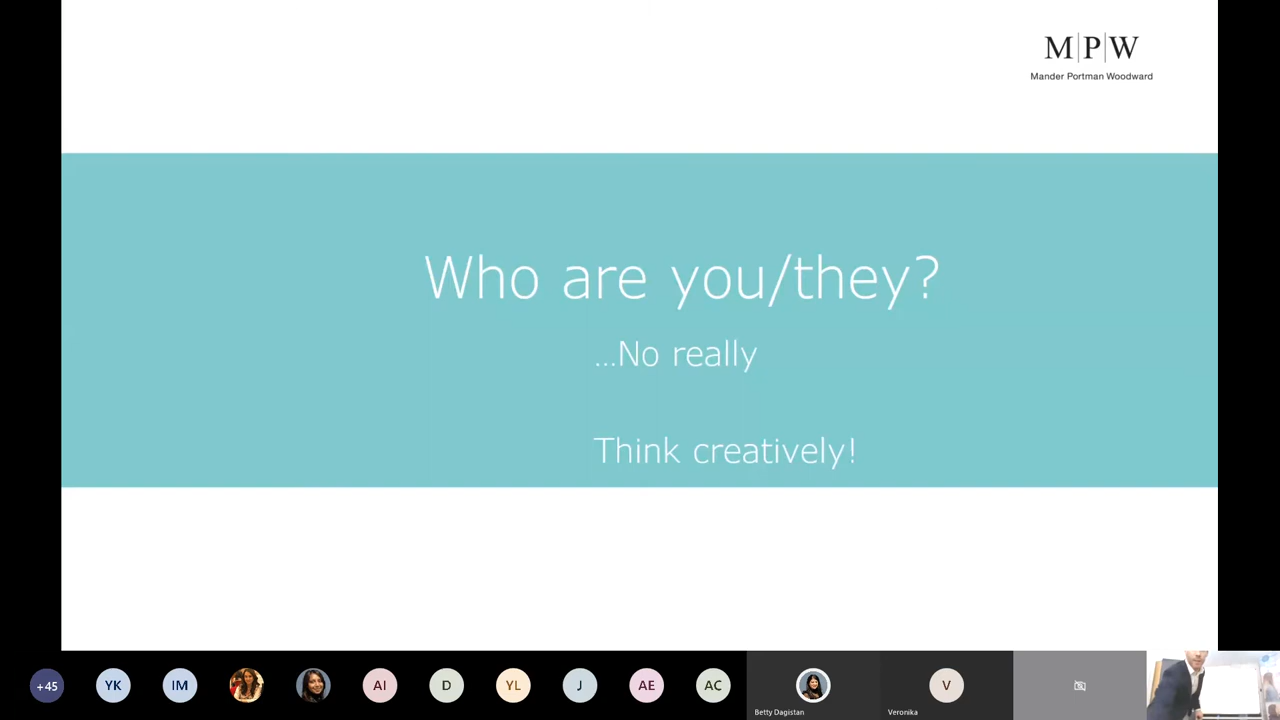 M|P|W
Mander Portman Woodward
Who are you/they?
...No really
Think creatively!
+45
YK
IM
AI
D
YL
J
AE
AC
Betty Dagistan
V
Veronika